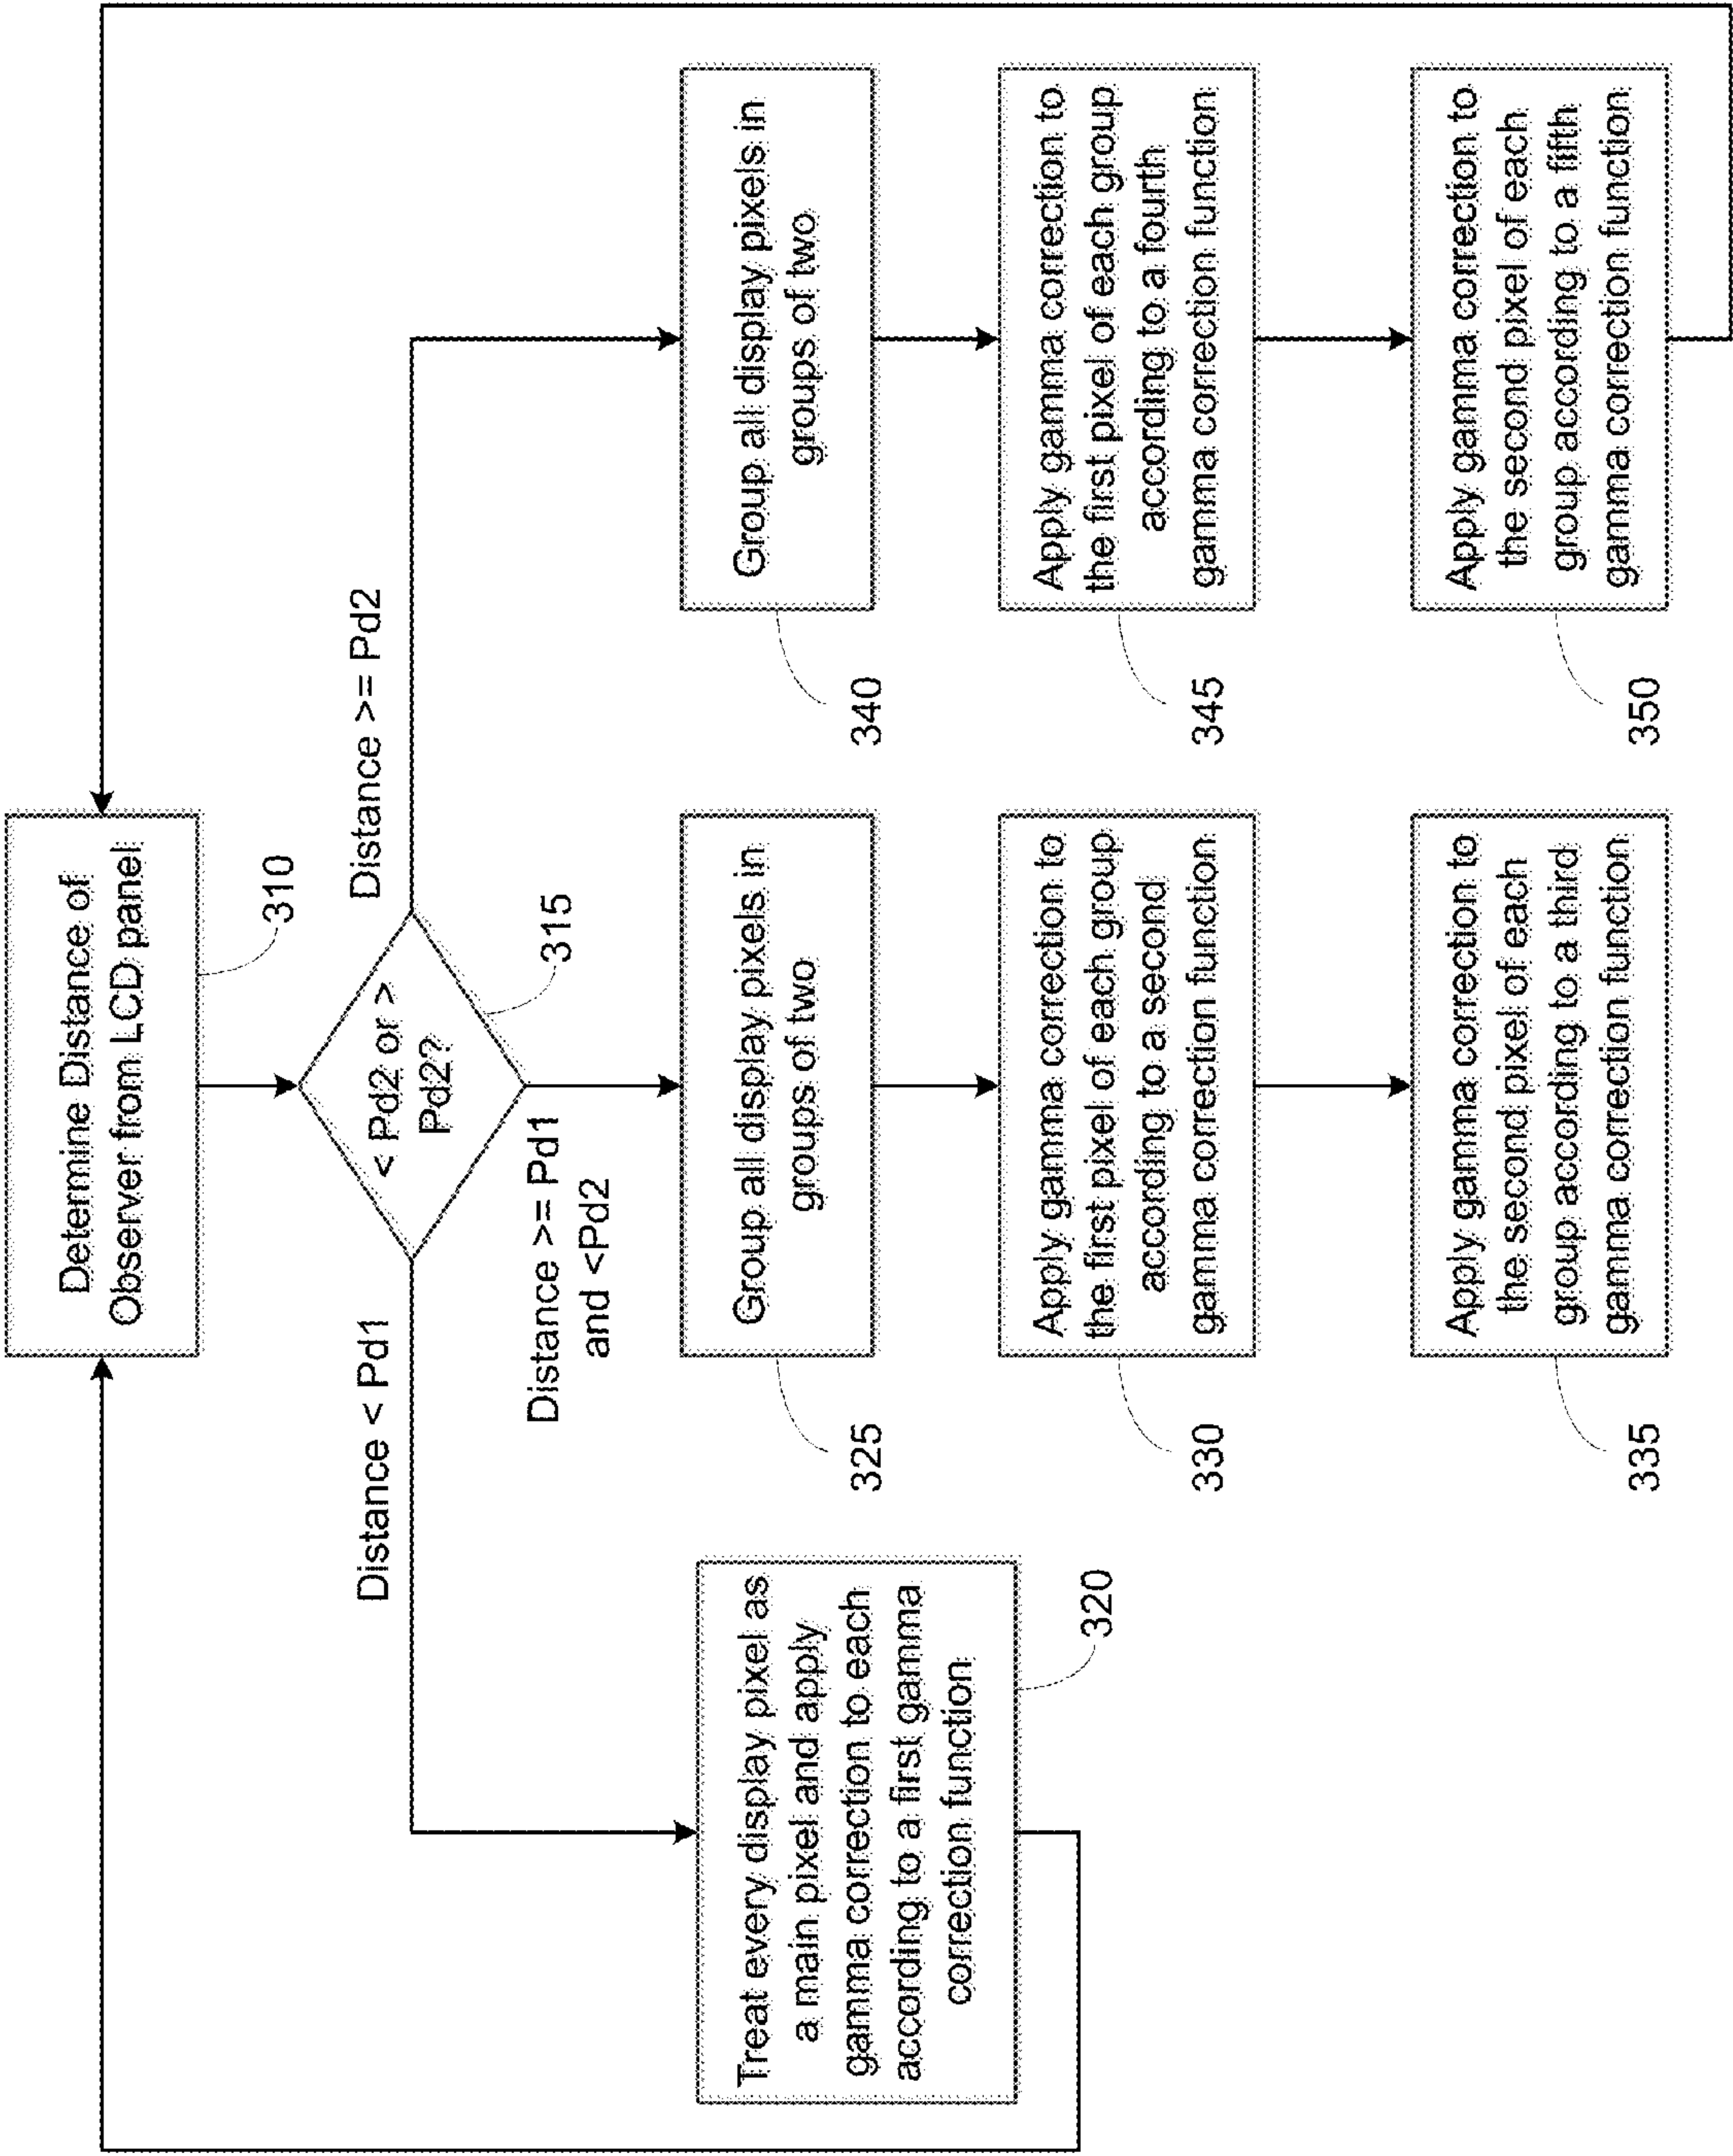 Determine Distance of
Observer from LCD panel
310
< Pd2 or >
Pd2?
315
Distance < Pd1
Distance >= Pd1
and <Pd2
Distance >= Pd2
Treat every display pixel as
a main pixel and apply
gamma correction to each
according to a first gamma
correction function
320
Group all display pixels in
groups of two
325
Apply gamma correction to
the first pixel of each group
according to a second
gamma correction function
330
Apply gamma correction to
the second pixel of each
group according to a third
gamma correction function
335
Group all display pixels in
groups of two
340
Apply gamma correction to
the first pixel of each group
according to a fourth
gamma correction function
345
Apply gamma correction to
the second pixel of each
group according to a fifth
gamma correction function
350